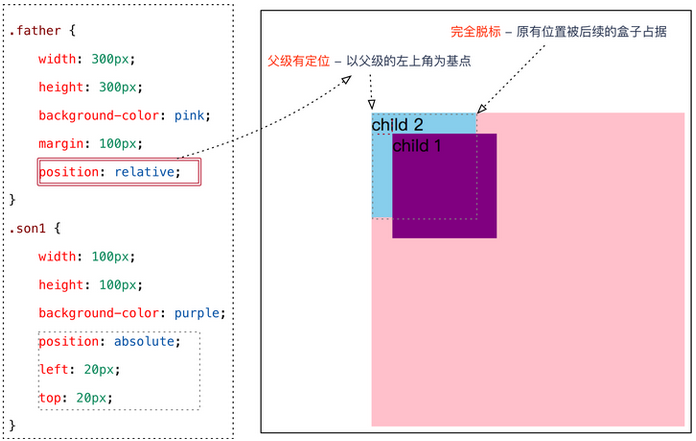 .father {
width: 300px;
height: 300px;
background-color: pink;
margin: 100px;
position: relative;
}
.son1 {
width: 100px;
height: 100px;
background-color: purple;
position: absolute;
left: 20px;
top: 20px;
}
完全脱标 – 原有位置被后续的盒子占据
父级有定位 – 以父级的左上角为基点
child 2
child 1